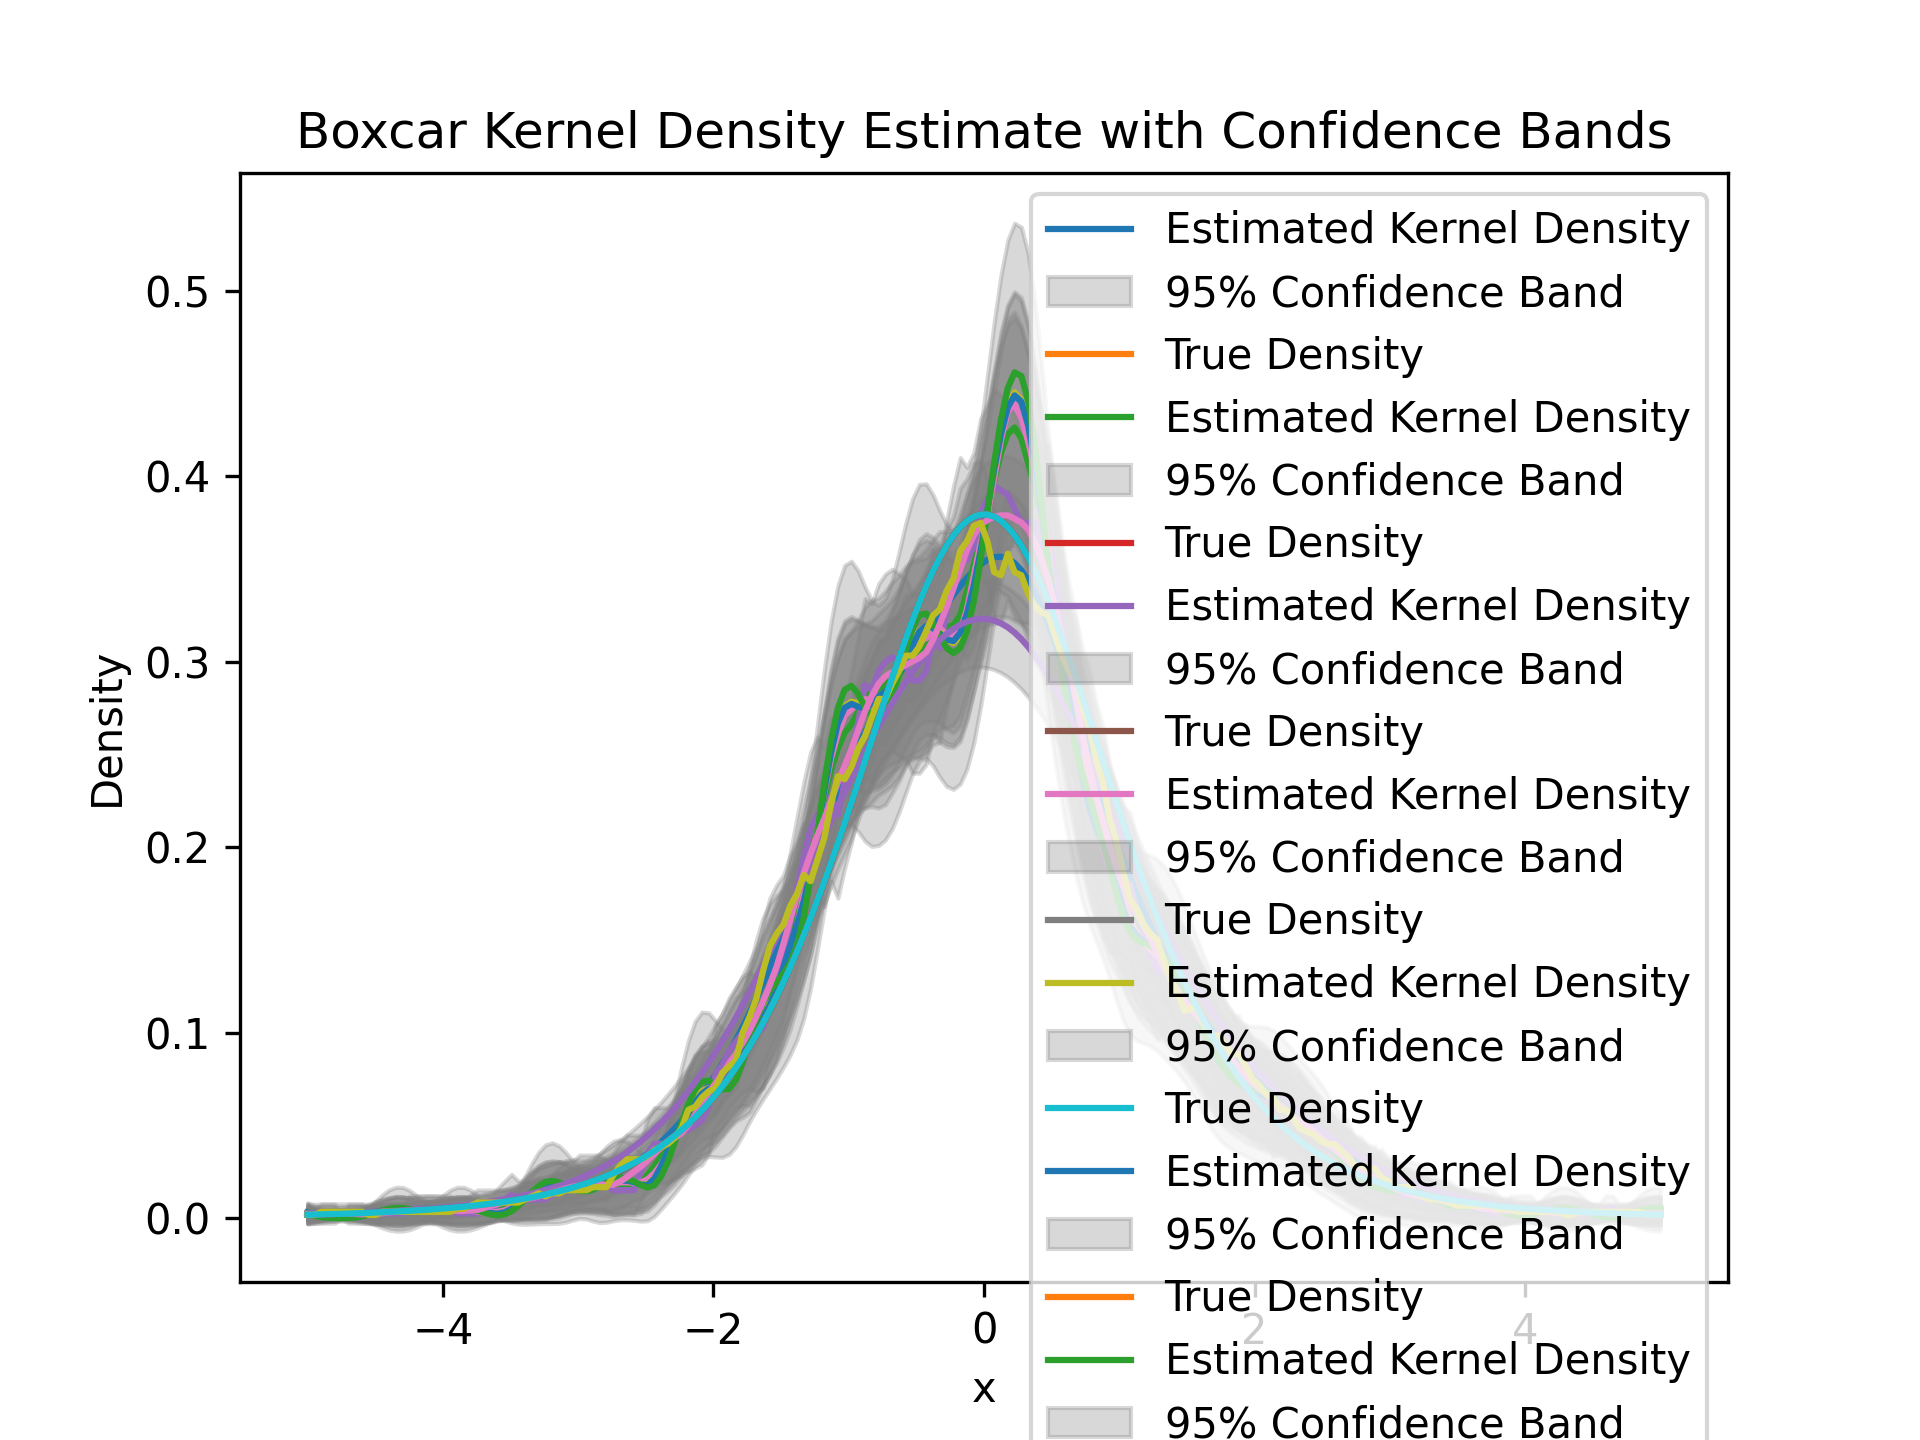 Boxcar Kernel Density Estimate with Confidence Bands
Density
0.5
0.4
0.3
0.2
0.1
0.0
−4
−2
0
2
4
x
Estimated Kernel Density
95% Confidence Band
True Density
Estimated Kernel Density
95% Confidence Band
True Density
Estimated Kernel Density
95% Confidence Band
True Density
Estimated Kernel Density
95% Confidence Band
True Density
Estimated Kernel Density
95% Confidence Band
True Density
Estimated Kernel Density
95% Confidence Band
True Density
Estimated Kernel Density
95% Confidence Band